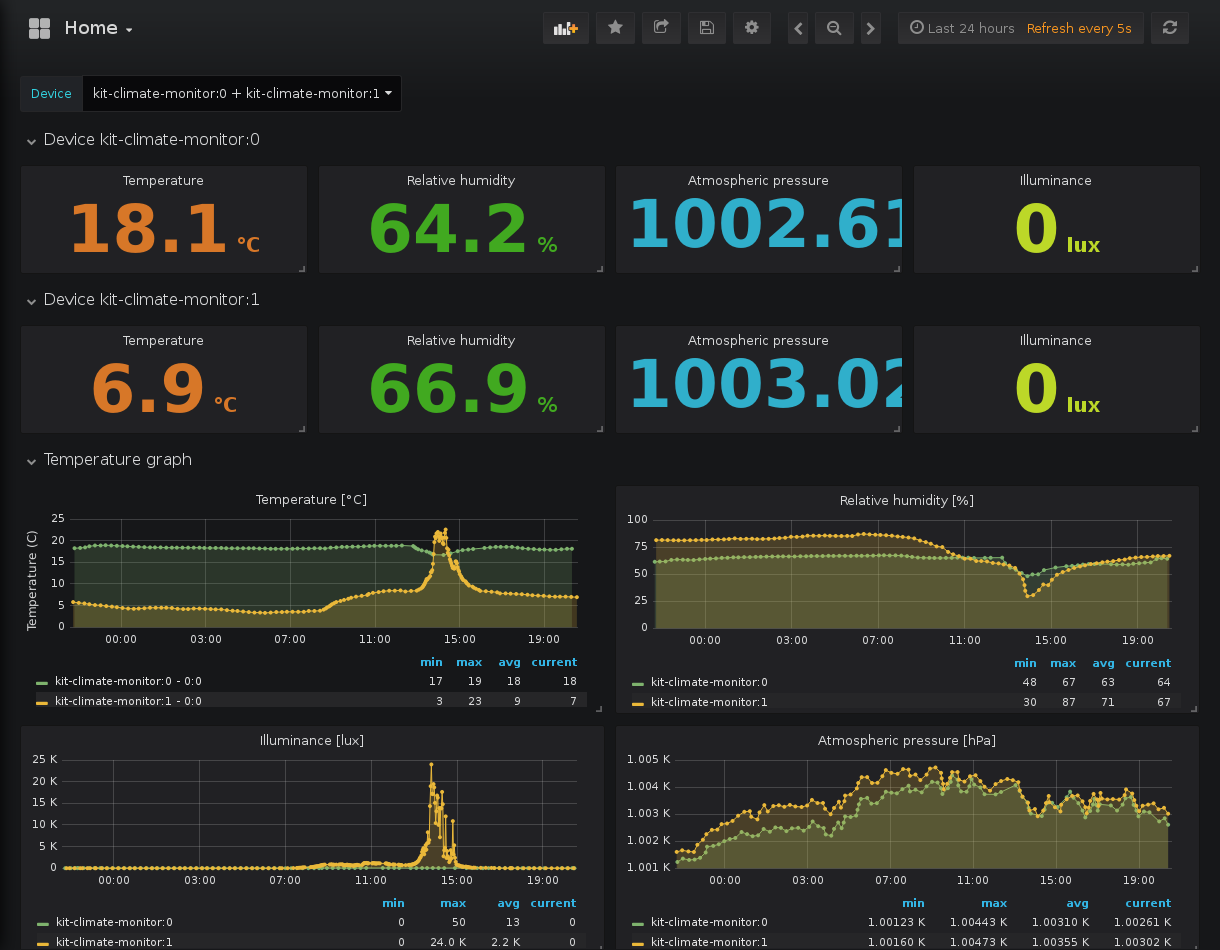 Home
Last 24 hours Refresh every 5s
Device kit-climate-monitor:0 + kit-climate-monitor:1
Device kit-climate-monitor:0
Temperature Relative humidity Atmospheric pressure Illuminance
18.1 °C 64.2 % 1002.61 0 lux
Device kit-climate-monitor:1
Temperature Relative humidity Atmospheric pressure Illuminance
6.9 °C 66.9 % 1003.02 0 lux
Temperature graph
Temperature [°C]
Temperature (C)
25
20
15
10
5
0
00:00 03:00 07:00 11:00 15:00 19:00
min max avg current
kit-climate-monitor:0 - 0:0 17 19 18 18
kit-climate-monitor:1 - 0:0 3 23 9 7
Relative humidity [%]
100
75
50
25
0
00:00 03:00 07:00 11:00 15:00 19:00
min max avg current
kit-climate-monitor:0 48 67 63 64
kit-climate-monitor:1 30 87 71 67
Illuminance [lux]
25 K
20 K
15 K
10 K
5 K
0
00:00 03:00 07:00 11:00 15:00 19:00
min max avg current
kit-climate-monitor:0 0 50 13 0
kit-climate-monitor:1 0 24.0 K 2.2 K 0
Atmospheric pressure [hPa]
1.005 K
1.004 K
1.003 K
1.002 K
1.001 K
00:00 03:00 07:00 11:00 15:00 19:00
min max avg current
kit-climate-monitor:0 1.00123 K 1.00443 K 1.00310 K 1.00261 K
kit-climate-monitor:1 1.00160 K 1.00473 K 1.00355 K 1.00302 K